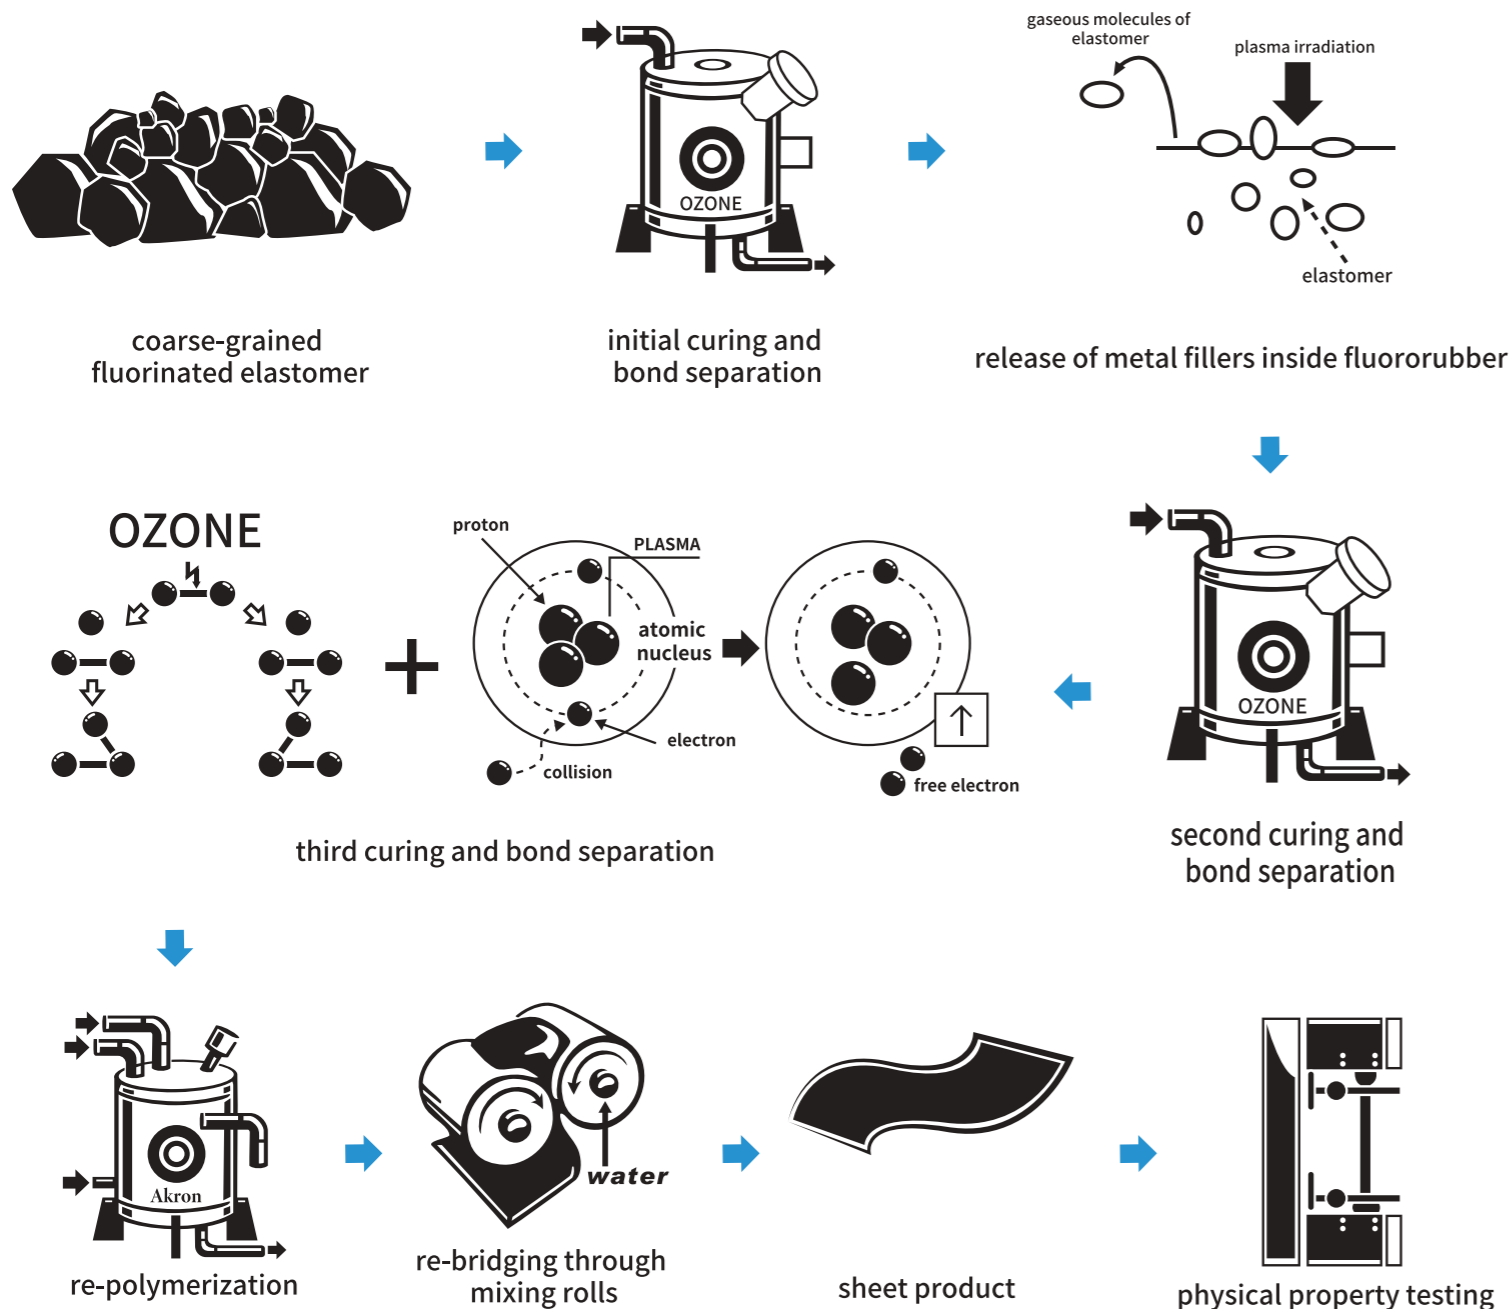 gaseous molecules of
elastomer
plasma irradiation
OZONE
elastomer
coarse-grained
fluorinated elastomer
initial curing and
bond separation
release of metal fillers inside fluororubber
OZONE
proton
PLASMA
atomic
nucleus
electron
collision
free electron
OZONE
third curing and bond separation
second curing and
bond separation
Akron
water
re-polymerization
re-bridging through
mixing rolls
sheet product
physical property testing